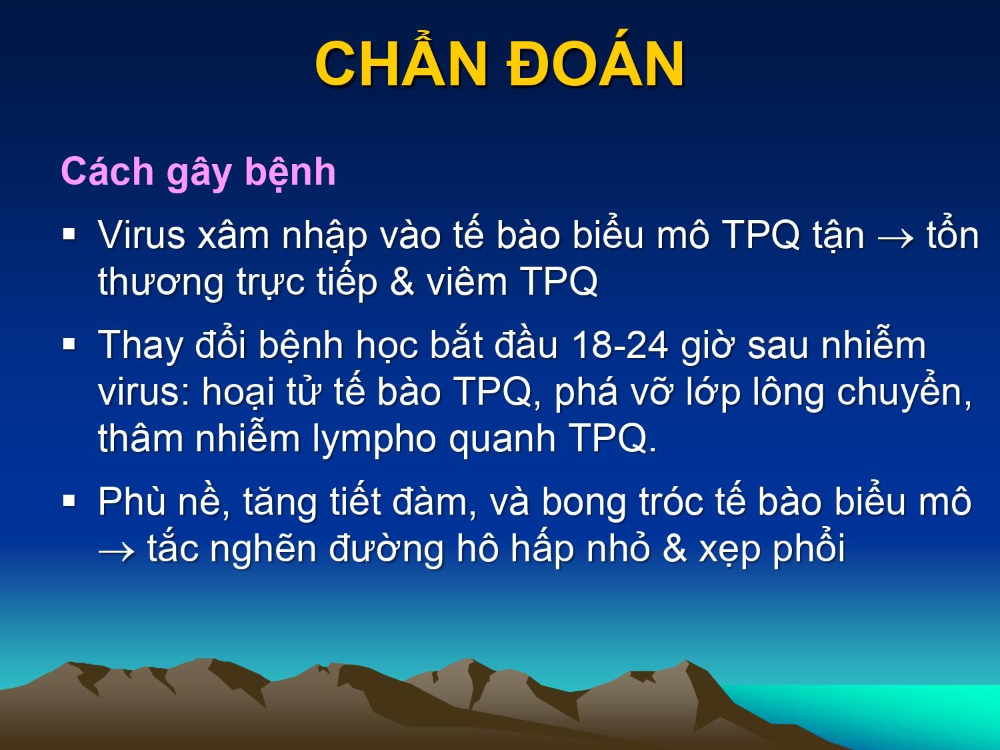 CHẨN ĐOÁN
Cách gây bệnh
▪ Virus xâm nhập vào tế bào biểu mô TPQ tận → tổn
thương trực tiếp & viêm TPQ
▪ Thay đổi bệnh học bắt đầu 18-24 giờ sau nhiễm
virus: hoại tử tế bào TPQ, phá vỡ lớp lông chuyển,
thâm nhiễm lympho quanh TPQ.
▪ Phù nề, tăng tiết đàm, và bong tróc tế bào biểu mô
→ tắc nghẽn đường hô hấp nhỏ & xẹp phổi